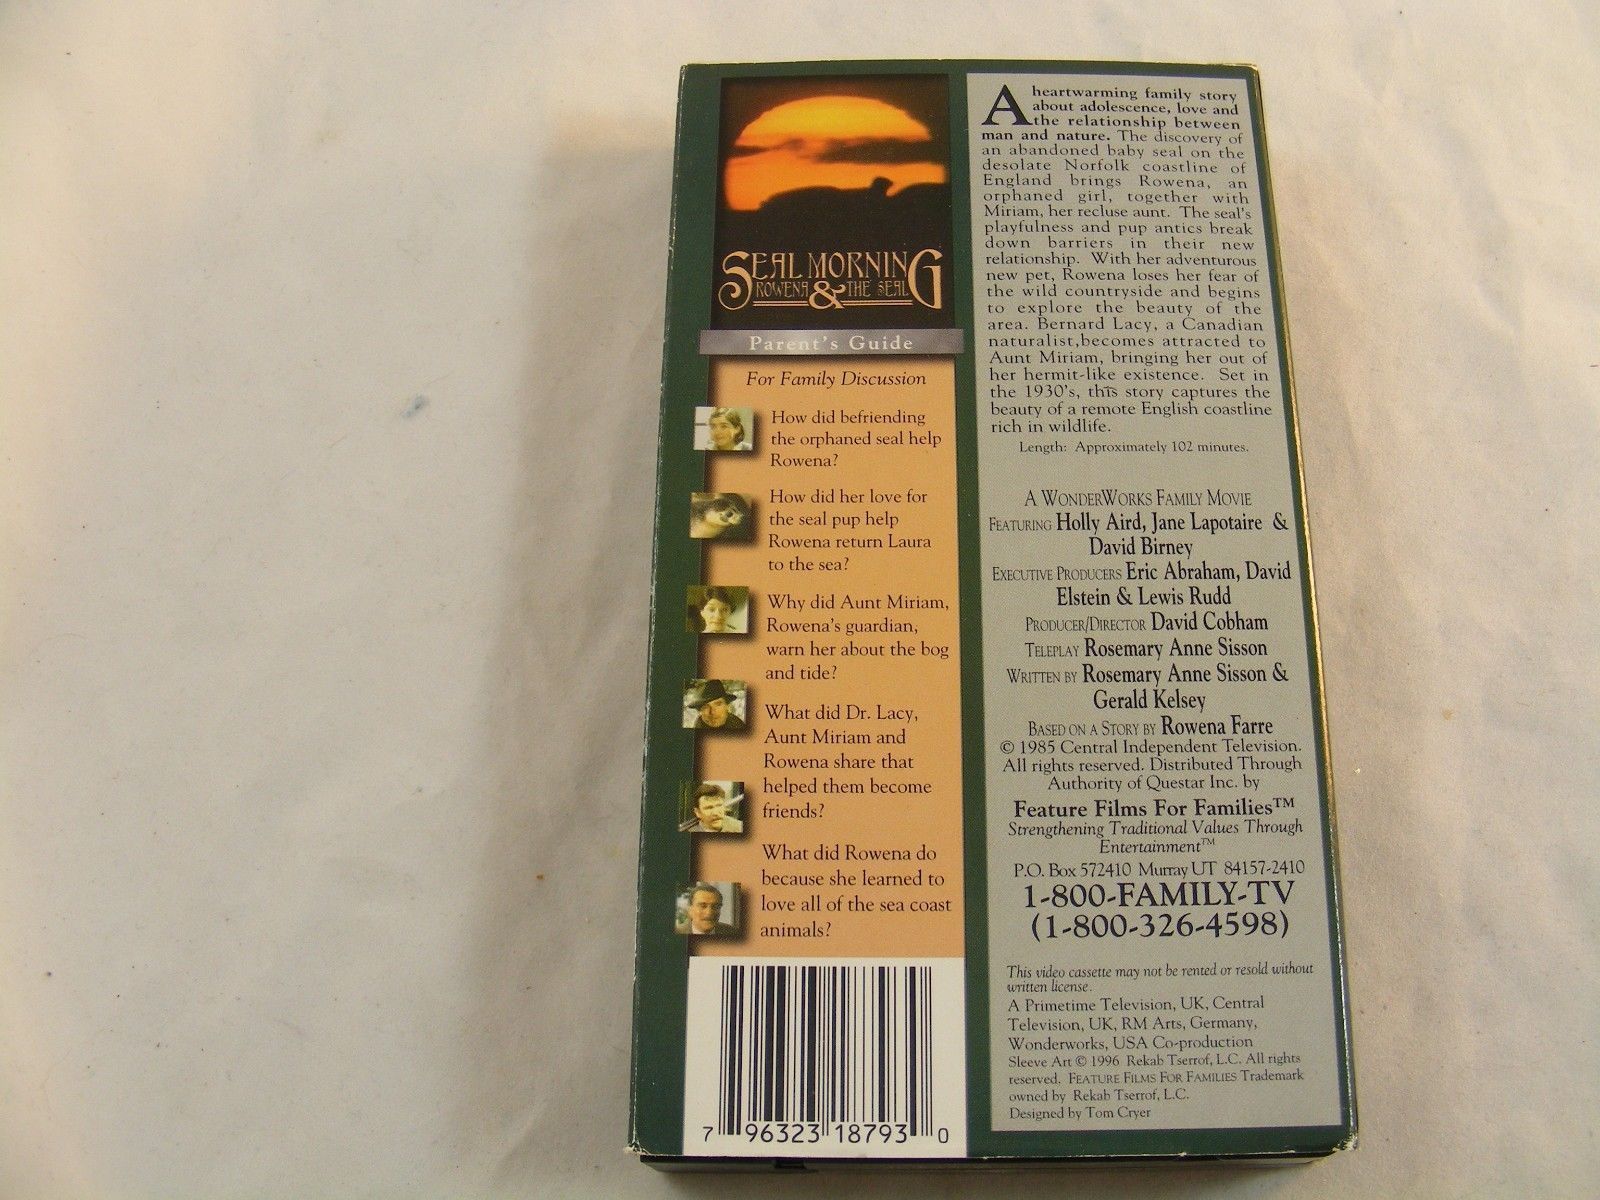 SEAL MORNING
ROWENA & THE SEAL
Parent's Guide
For Family Discussion
How did befriending
the orphaned seal help
Rowena?
How did her love for
the seal pup help
Rowena return Laura
to the sea?
Why did Aunt Miriam,
Rowena's guardian,
warn her about the bog
and tide?
What did Dr. Lacy,
Aunt Miriam and
Rowena share that
helped them become
friends?
What did Rowena do
because she learned to
love all of the sea coast
animals?
7 96323 18793 0
A heartwarming family story
about adolescence, love and
the relationship between
man and nature. The discovery of
an abandoned baby seal on the
desolate Norfolk coastline of
England brings Rowena, an
orphaned girl, together with
Miriam, her recluse aunt. The seal's
playfulness and pup antics break
down barriers in their new
relationship. With her adventurous
new pet, Rowena loses her fear of
the wild countryside and begins
to explore the beauty of the
area. Bernard Lacy, a Canadian
naturalist,becomes attracted to
Aunt Miriam, bringing her out of
her hermit-like existence. Set in
the 1930's, this story captures the
beauty of a remote English coastline
rich in wildlife.
Length: Approximately 102 minutes.
A WONDERWORKS FAMILY MOVIE
FEATURING Holly Aird, Jane Lapotaire &
David Birney
EXECUTIVE PRODUCERS Eric Abraham, David
Elstein & Lewis Rudd
PRODUCER/DIRECTOR David Cobham
TELEPLAY Rosemary Anne Sisson
WRITTEN BY Rosemary Anne Sisson &
Gerald Kelsey
BASED ON A STORY BY Rowena Farre
© 1985 Central Independent Television.
All rights reserved. Distributed Through
Authority of Questar Inc. by
Feature Films For Families™
Strengthening Traditional Values Through
Entertainment™
P.O. Box 572410 Murray UT 84157-2410
1-800-FAMILY-TV
(1-800-326-4598)
This video cassette may not be rented or resold without
written license.
A Primetime Television, UK, Central
Television, UK, RM Arts, Germany,
Wonderworks, USA Co-production
Sleeve Art © 1996 Rekab Tserrof, L.C. All rights
reserved. FEATURE FILMS FOR FAMILIES Trademark
owned by Rekab Tserrof, L.C.
Designed by Tom Cryer